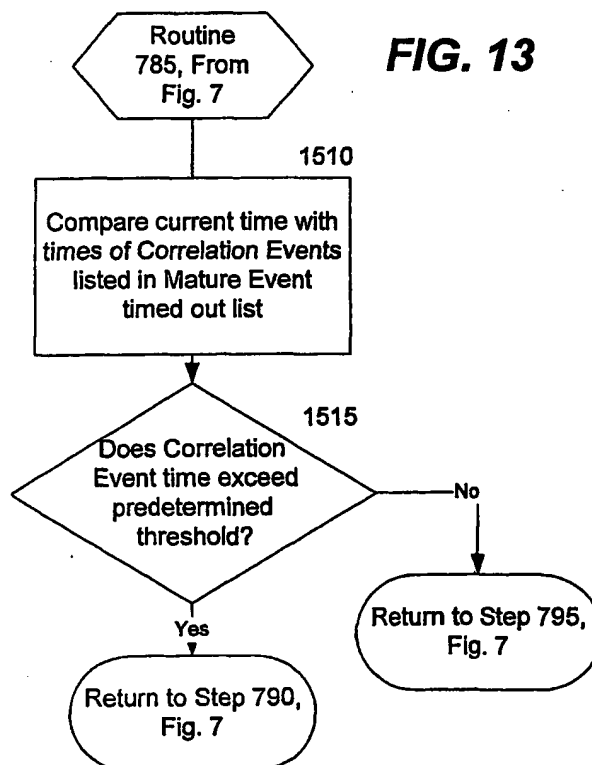 Routine
785, From
Fig. 7
FIG. 13
1510
Compare current time with
times of Correlation Events
listed in Mature Event
timed out list
1515
Does Correlation
Event time exceed
predetermined
threshold?
No
Yes
Return to Step 795,
Fig. 7
Return to Step 790,
Fig. 7